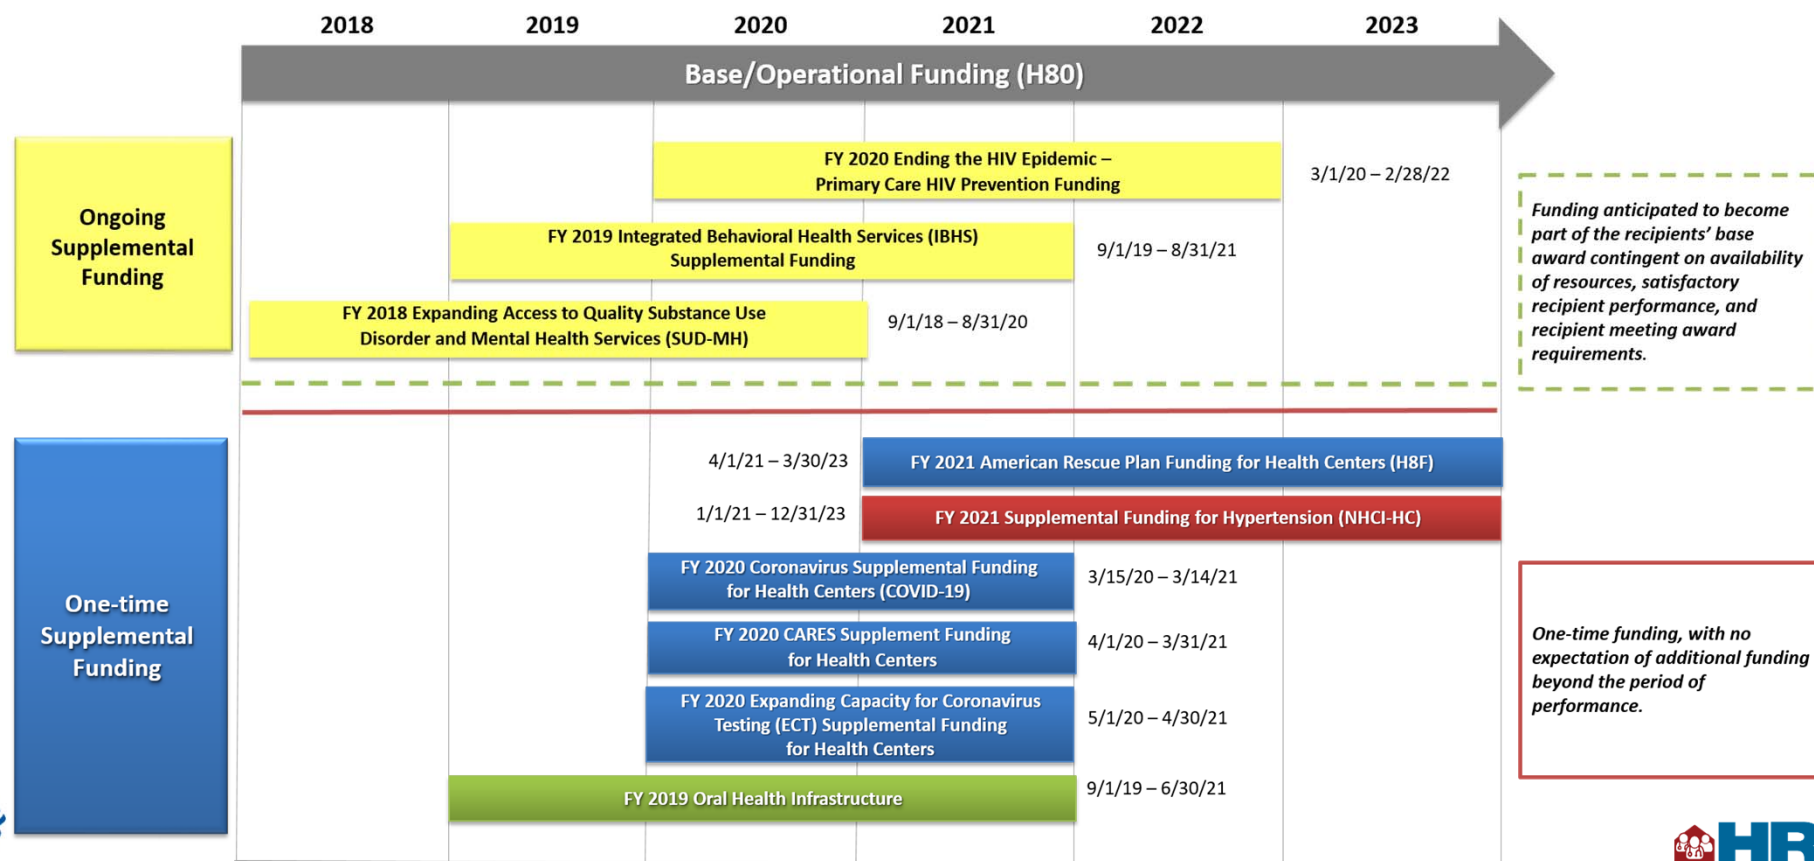 2018
2019
2020
2021
2022
2023
Base/Operational Funding (H80)
Ongoing
Supplemental
Funding
FY 2020 Ending the HIV Epidemic –
Primary Care HIV Prevention Funding
3/1/20 – 2/28/22
FY 2019 Integrated Behavioral Health Services (IBHS)
Supplemental Funding
9/1/19 – 8/31/21
FY 2018 Expanding Access to Quality Substance Use
Disorder and Mental Health Services (SUD-MH)
9/1/18 – 8/31/20
Funding anticipated to become
part of the recipients’ base
award contingent on availability
of resources, satisfactory
recipient performance, and
recipient meeting award
requirements.
One-time
Supplemental
Funding
4/1/21 – 3/30/23
FY 2021 American Rescue Plan Funding for Health Centers (H8F)
1/1/21 – 12/31/23
FY 2021 Supplemental Funding for Hypertension (NHCI-HC)
FY 2020 Coronavirus Supplemental Funding
for Health Centers (COVID-19)
3/15/20 – 3/14/21
FY 2020 CARES Supplement Funding
for Health Centers
4/1/20 – 3/31/21
FY 2020 Expanding Capacity for Coronavirus
Testing (ECT) Supplemental Funding
for Health Centers
5/1/20 – 4/30/21
FY 2019 Oral Health Infrastructure
9/1/19 – 6/30/21
One-time funding, with no
expectation of additional funding
beyond the period of
performance.